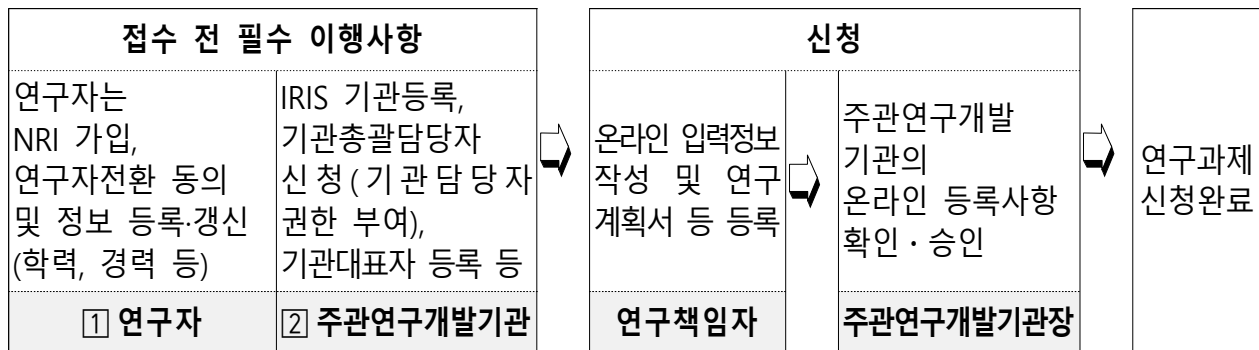 접수 전 필수 이행사항
연구자는
NRI 가입,
연구자전환 동의
및 정보 등록·갱신
(학력, 경력 등)
1 연구자
IRIS 기관등록,
기관총괄담당자
신청(기관담당자
권한 부여),
기관대표자 등록 등
2 주관연구개발기관
신청
온라인 입력정보
작성 및 연구
계획서 등 등록
연구책임자
주관연구개발
기관의
온라인 등록사항
확인·승인
주관연구개발기관장
연구과제
신청완료